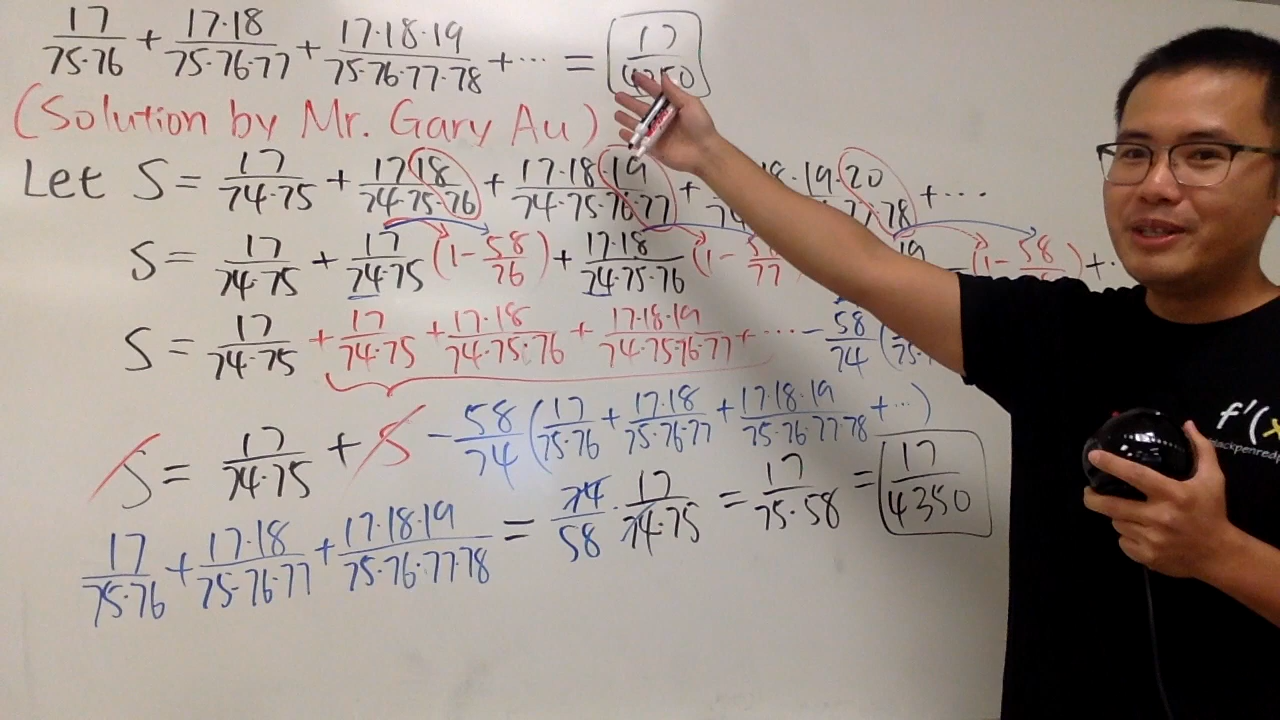 17/(75·76) + 17·18/(75·76·77) + 17·18·19/(75·76·77·78) + ··· = 17/4350
(Solution by Mr. Gary Au)
Let S = 17/(74·75) + 17·18/(74·75·76) + 17·18·19/(74·75·76·77) + ·19·20/78 + ···
S = 17/(74·75) + 17/(74·75) (1 - 58/76) + 17·18/(74·75·76) (1 - 58/77) 19 (1 - 58/ ) + ·
S = 17/(74·75) + 17/(74·75) + 17·18/(74·75·76) + 17·18·19/(74·75·76·77) + ··· - 58/74 ( /75·
S = 17/(74·75) + S - 58/74 (17/(75·76) + 17·18/(75·76·77) + 17·18·19/(75·76·77·78) + ···)
17/(75·76) + 17·18/(75·76·77) + 17·18·19/(75·76·77·78) = 74/58 · 17/(74·75) = 17/(75·58) = 17/4350
f'(x
blackpenredp